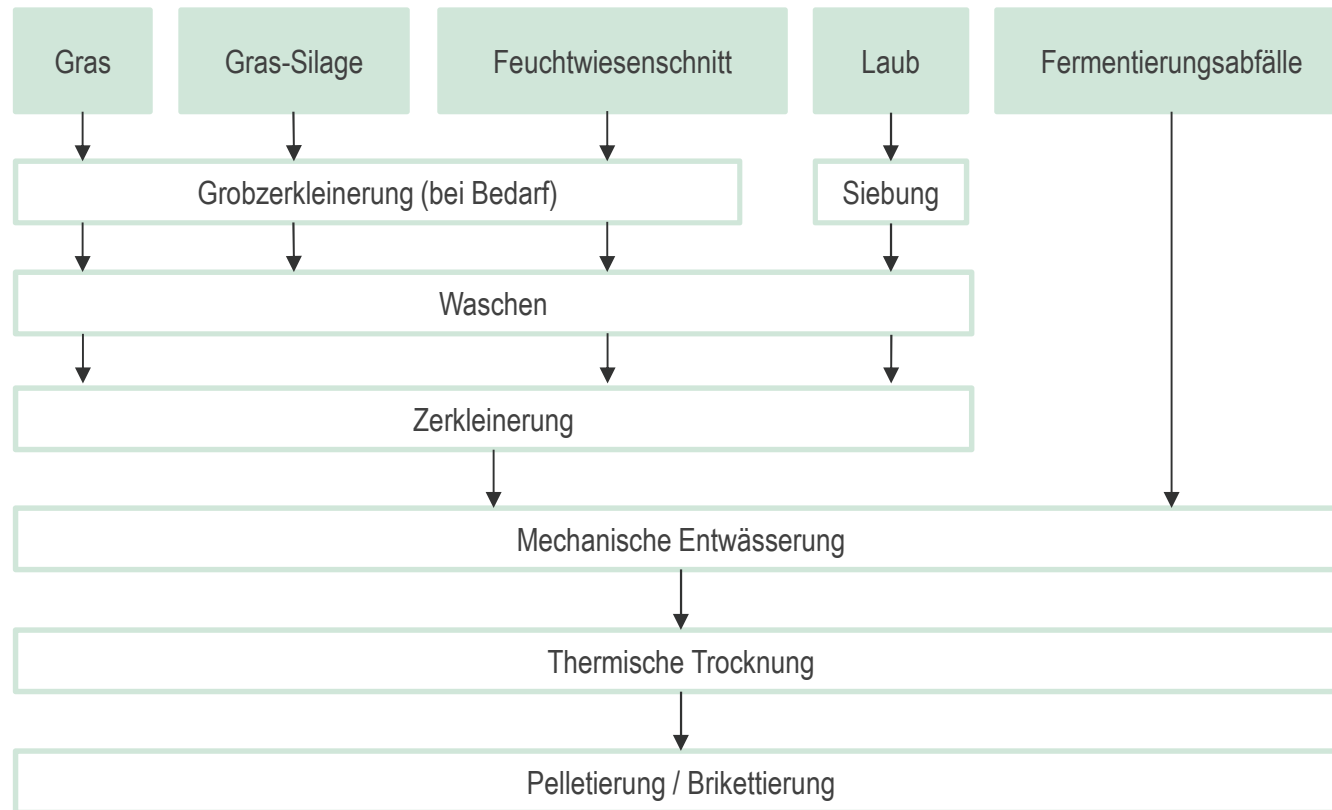 Gras
Gras-Silage
Feuchtwiesenschnitt
Laub
Fermentierungsabfälle
Grobzerkleinerung (bei Bedarf)
Siebung
Waschen
Zerkleinerung
Mechanische Entwässerung
Thermische Trocknung
Pelletierung / Brikettierung